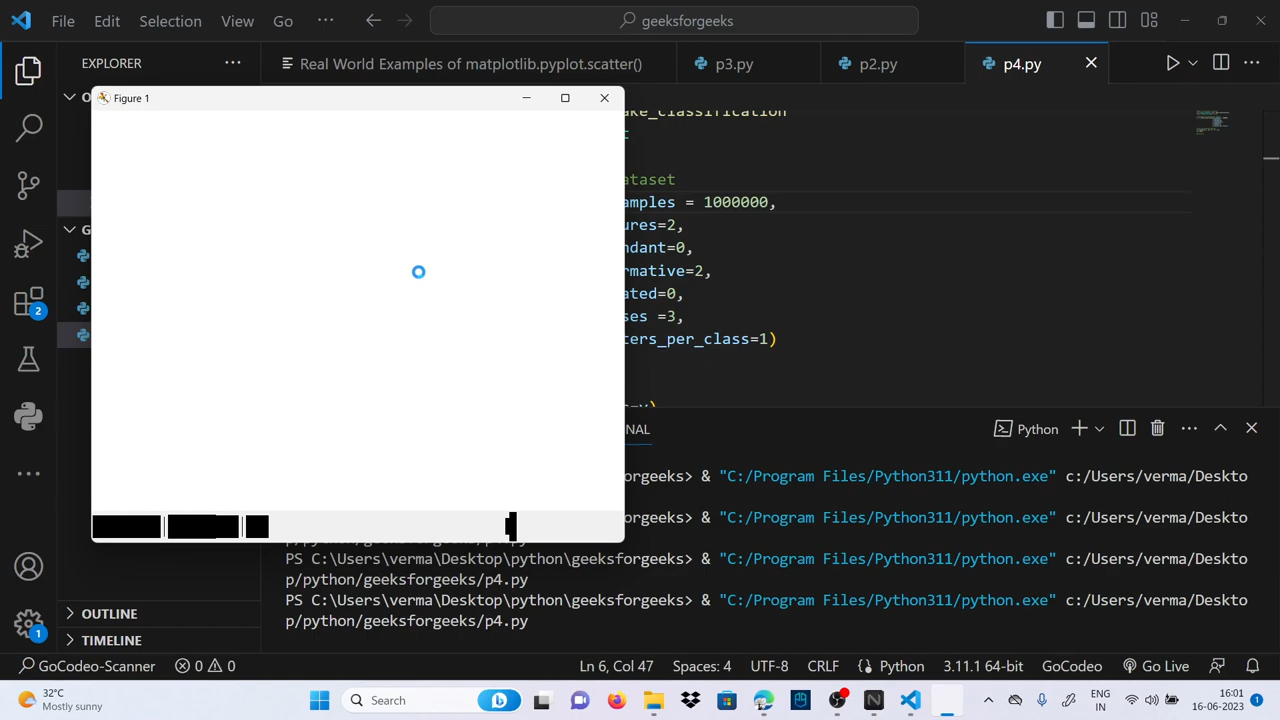 File Edit Selection View Go ··· geeksforgeeks
EXPLORER ···
Real World Examples of matplotlib.pyplot.scatter() p3.py p2.py p4.py
Figure 1
ake_classification
ataset
amples = 1000000,
ures=2,
ndant=0,
rmative=2,
ated=0,
ses =3,
ters_per_class=1)
NAL
Python
orgeeks> & "C:/Program Files/Python311/python.exe" c:/Users/verma/Deskto
orgeeks> & "C:/Program Files/Python311/python.exe" c:/Users/verma/Deskto
PS C:\Users\verma\Desktop\python\geeksforgeeks> & "C:/Program Files/Python311/python.exe" c:/Users/verma/Deskto
p/python/geeksforgeeks/p4.py
PS C:\Users\verma\Desktop\python\geeksforgeeks> & "C:/Program Files/Python311/python.exe" c:/Users/verma/Deskto
p/python/geeksforgeeks/p4.py
2
1
OUTLINE
TIMELINE
GoCodeo-Scanner 0 0 Ln 6, Col 47 Spaces: 4 UTF-8 CRLF Python 3.11.1 64-bit GoCodeo Go Live
32°C
Mostly sunny
Search
ENG
IN
16:01
16-06-2023
1